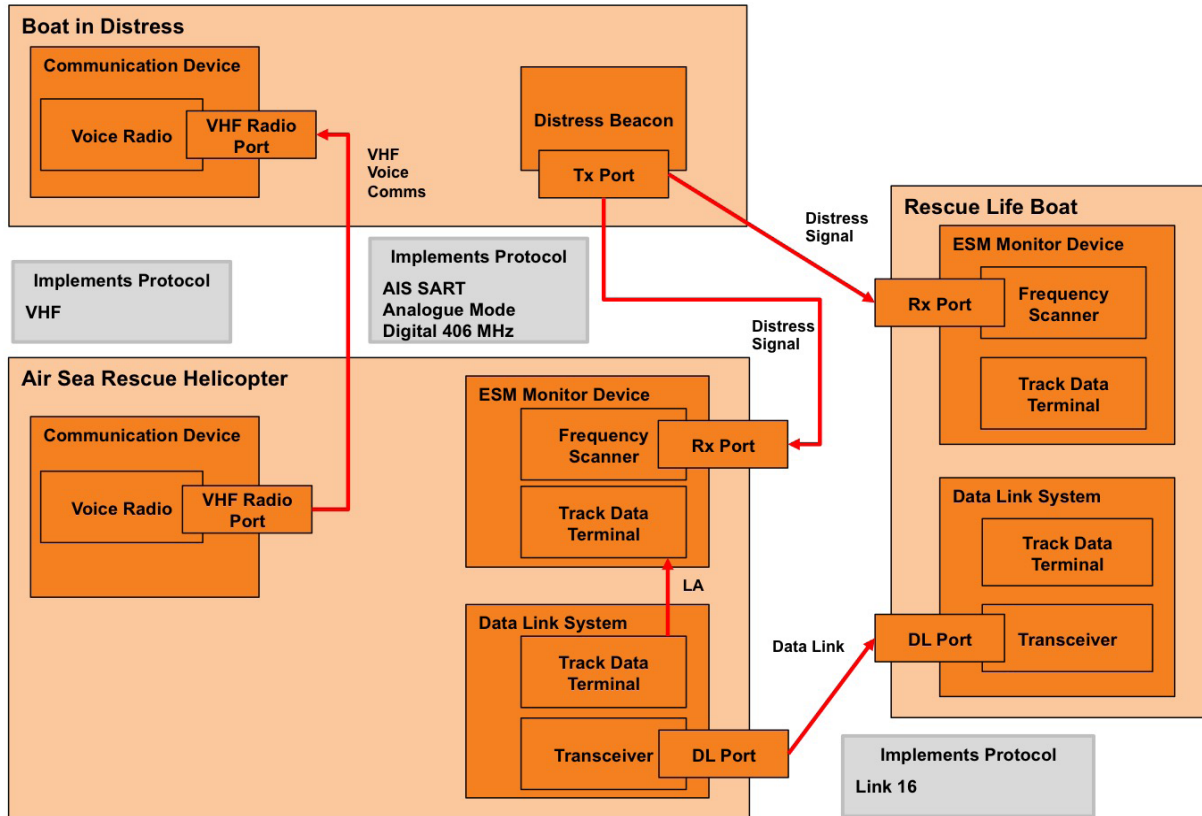 Boat in Distress
Communication Device
Voice Radio
VHF Radio
Port
VHF
Voice
Comms
Distress Beacon
Tx Port
Distress
Signal
Implements Protocol
VHF
Implements Protocol
AIS SART
Analogue Mode
Digital 406 MHz
Distress
Signal
Rescue Life Boat
ESM Monitor Device
Rx Port
Frequency
Scanner
Track Data
Terminal
Data Link System
Track Data
Terminal
DL Port
Transceiver
Air Sea Rescue Helicopter
Communication Device
Voice Radio
VHF Radio
Port
ESM Monitor Device
Frequency
Scanner
Rx Port
Track Data
Terminal
LA
Data Link System
Track Data
Terminal
Transceiver
DL Port
Data Link
Implements Protocol
Link 16